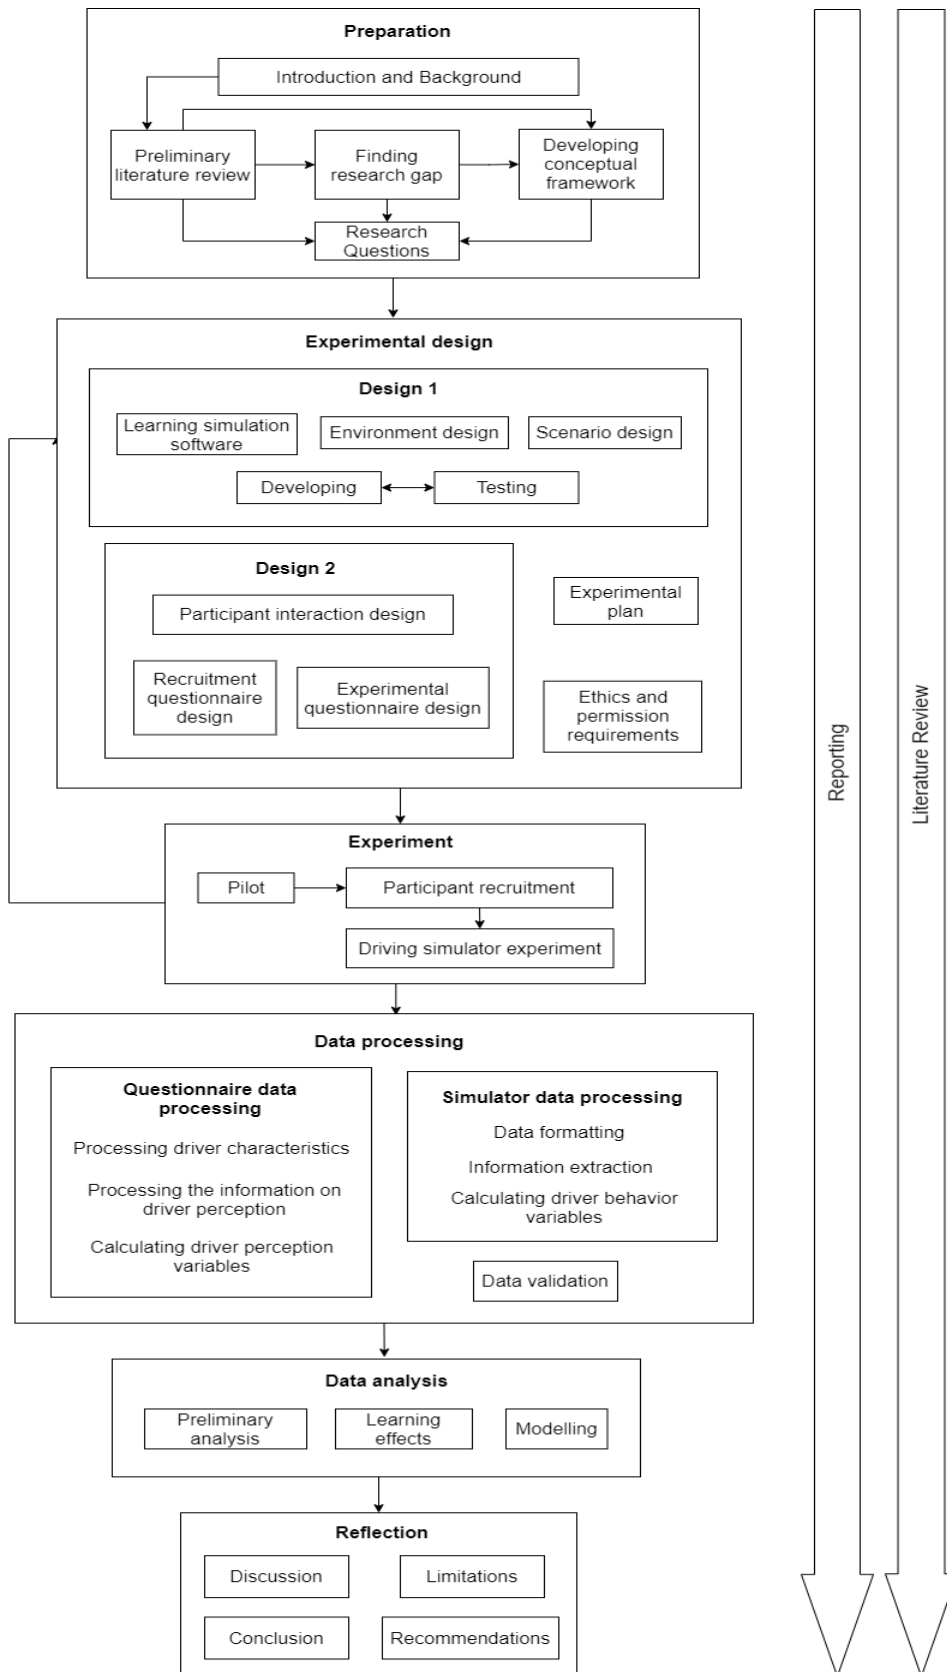 Preparation
Introduction and Background
Preliminary
literature review
Finding
research gap
Developing
conceptual
framework
Research
Questions
Experimental design
Design 1
Learning simulation
software
Environment design
Scenario design
Developing
Testing
Design 2
Participant interaction design
Recruitment
questionnaire
design
Experimental
questionnaire design
Experimental
plan
Ethics and
permission
requirements
Experiment
Pilot
Participant recruitment
Driving simulator experiment
Data processing
Questionnaire data
processing
Processing driver characteristics
Processing the information on
driver perception
Calculating driver perception
variables
Simulator data processing
Data formatting
Information extraction
Calculating driver behavior
variables
Data validation
Data analysis
Preliminary
analysis
Learning
effects
Modelling
Reflection
Discussion
Limitations
Conclusion
Recommendations
Reporting
Literature Review